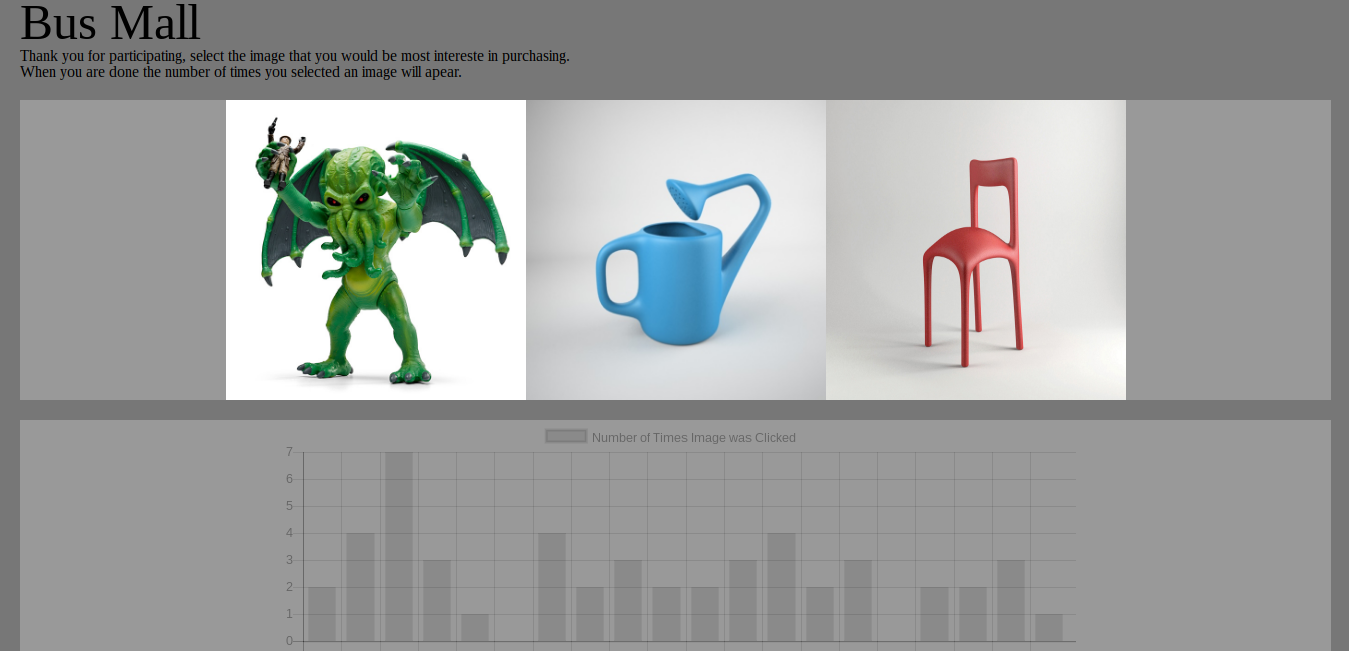 Bus Mall
Thank you for participating, select the image that you would be most intereste in purchasing.
When you are done the number of times you selected an image will apear.
Number of Times Image was Clicked
7
6
5
4
3
2
1
0